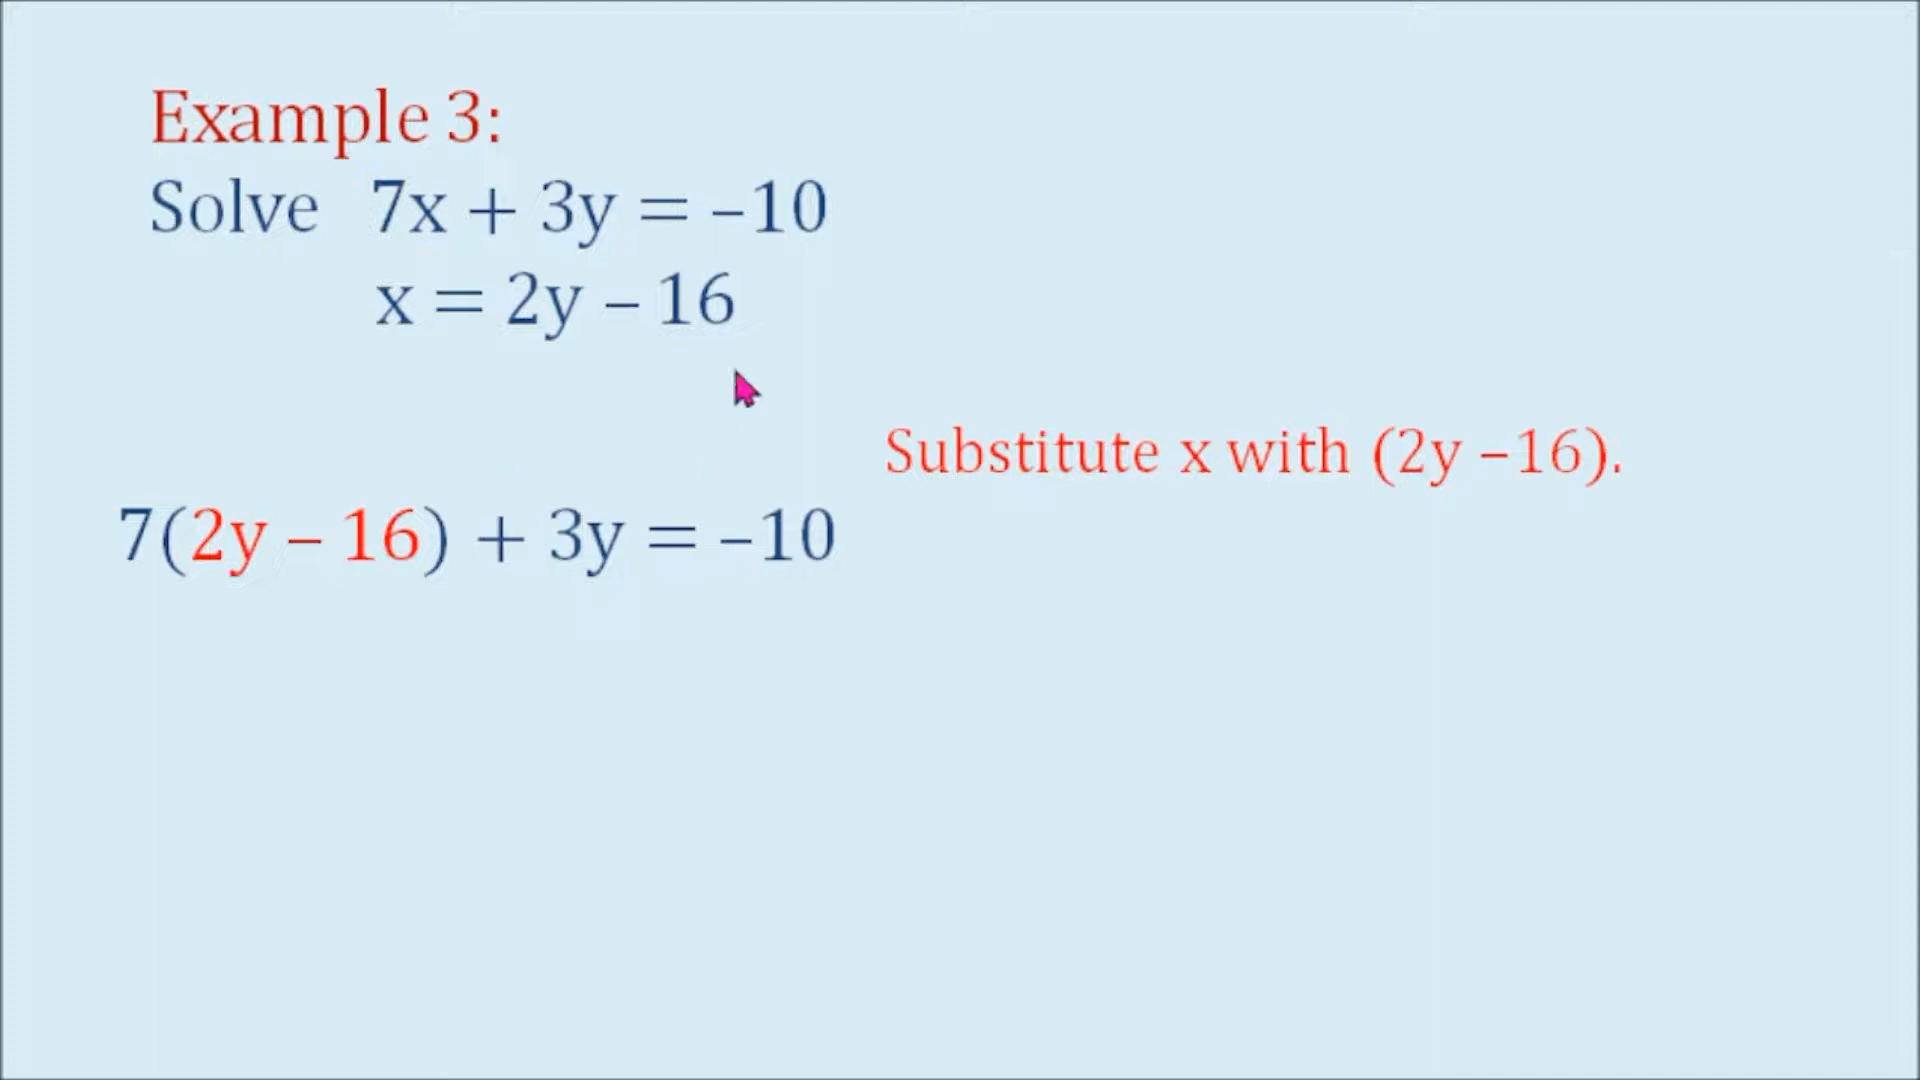 Example 3:
Solve 7x + 3y = –10
x = 2y – 16
Substitute x with (2y –16).
7(2y – 16) + 3y = –10